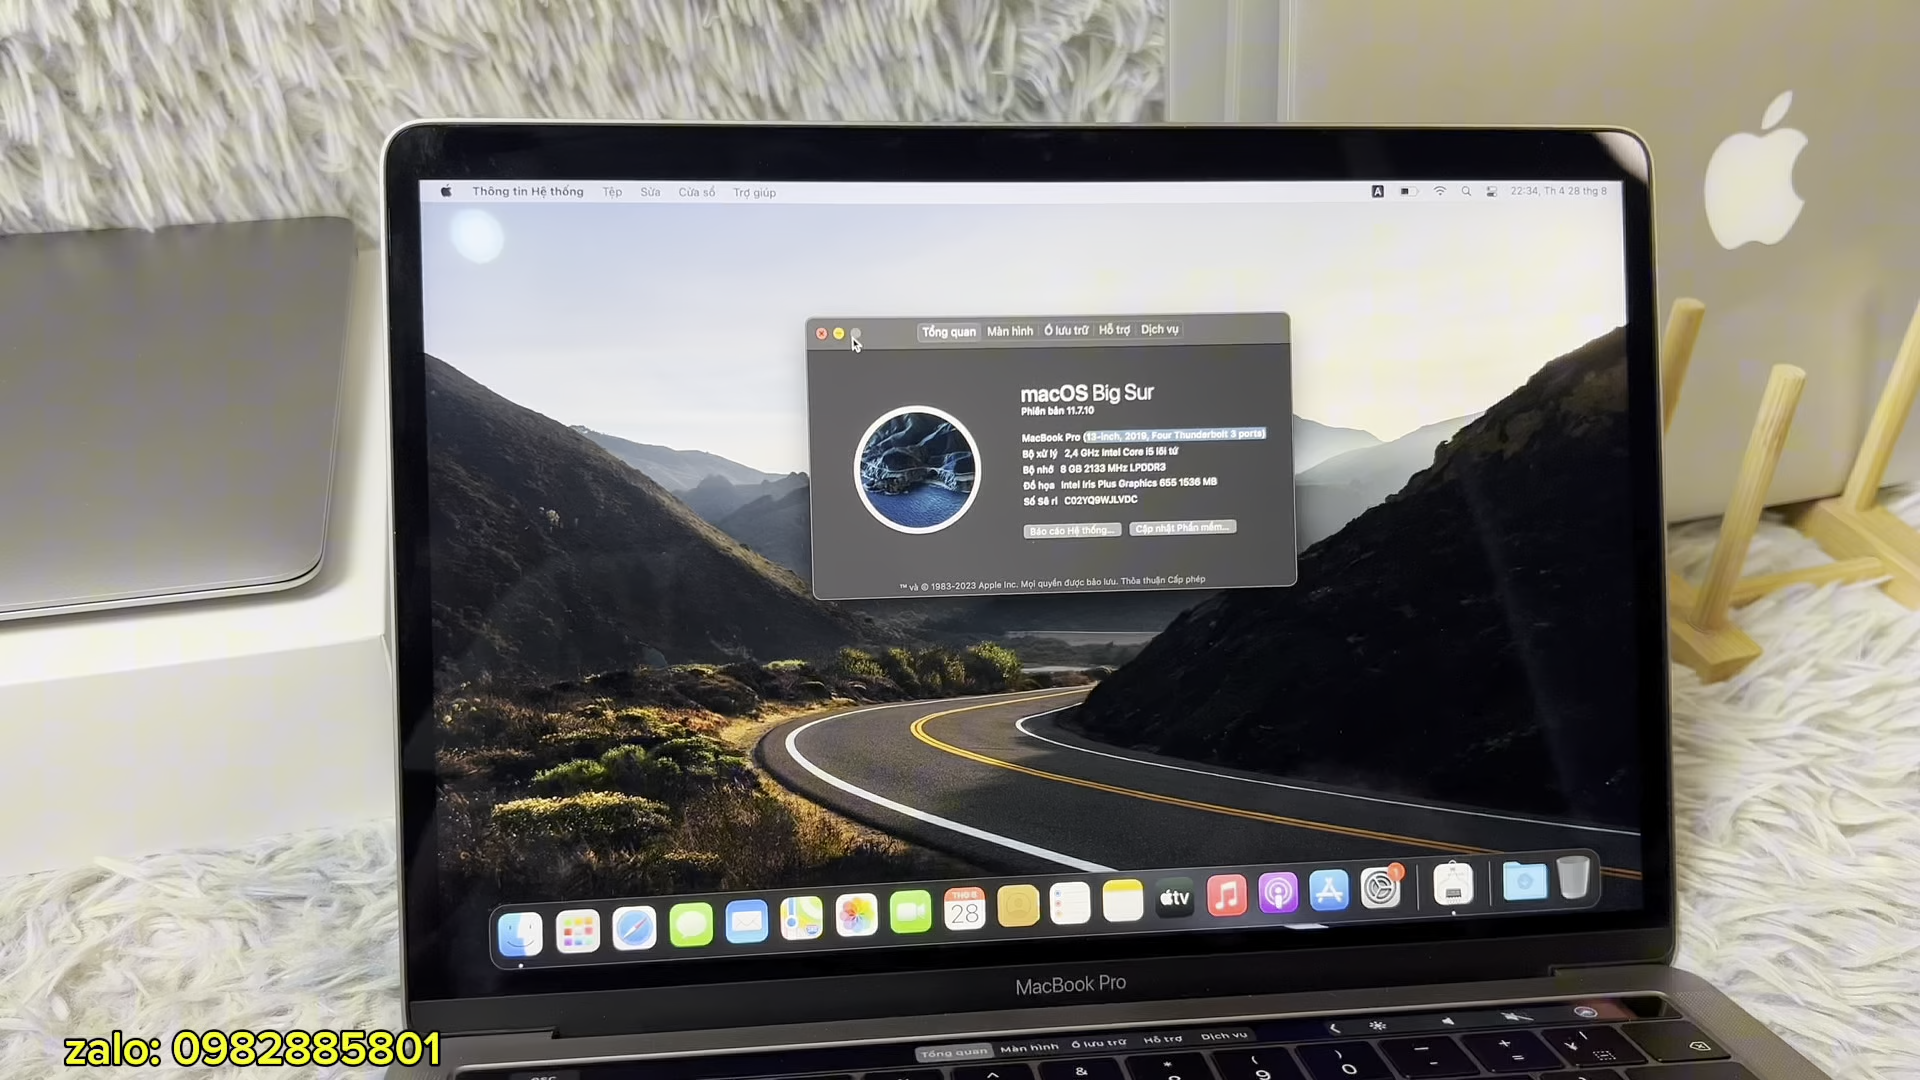 Thông tin Hệ thống Tệp Sửa Cửa sổ Trợ giúp
A 22:34, Th 4 28 thg 8
Tổng quan Màn hình Ổ lưu trữ Hỗ trợ Dịch vụ
macOS Big Sur
Phiên bản 11.7.10
MacBook Pro (13-inch, 2019, Four Thunderbolt 3 ports)
Bộ xử lý 2,4 GHz Intel Core i5 lõi tứ
Bộ nhớ 8 GB 2133 MHz LPDDR3
Đồ họa Intel Iris Plus Graphics 655 1536 MB
Số Sê ri C02YQ9WJLVDC
Báo cáo Hệ thống... Cập nhật Phần mềm...
™ và © 1983-2023 Apple Inc. Mọi quyền được bảo lưu. Thỏa thuận Cấp phép
THG 8
28
tv
1
MacBook Pro
Tổng quan Màn hình Ổ lưu trữ Hỗ trợ Dịch vụ
zalo: 0982885801